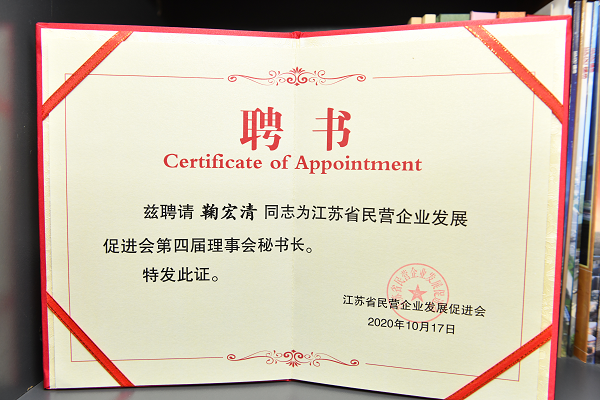 聘书
Certificate of Appointment
兹聘请 鞠宏清 同志为江苏省民营企业发展
促进会第四届理事会秘书长。
特发此证。
江苏省民营企业发展促进会
2020年10月17日